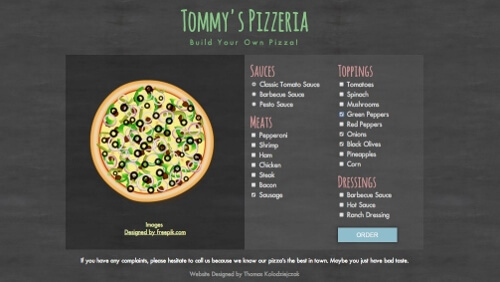 Tommy's Pizzeria
Build Your Own Pizza!
Sauces
Classic Tomato Sauce
Barbecue Sauce
Pesto Sauce
Meats
Pepperoni
Shrimp
Ham
Chicken
Steak
Bacon
Sausage
Toppings
Tomatoes
Spinach
Mushrooms
Green Peppers
Red Peppers
Onions
Black Olives
Pineapples
Corn
Dressings
Barbecue Sauce
Hot Sauce
Ranch Dressing
ORDER
Images
Designed by freepik.com
If you have any complaints, please hesitate to call us because we know our pizza's the best in town. Maybe you just have bad taste.
Website Designed by Thomas Kolodziejczak